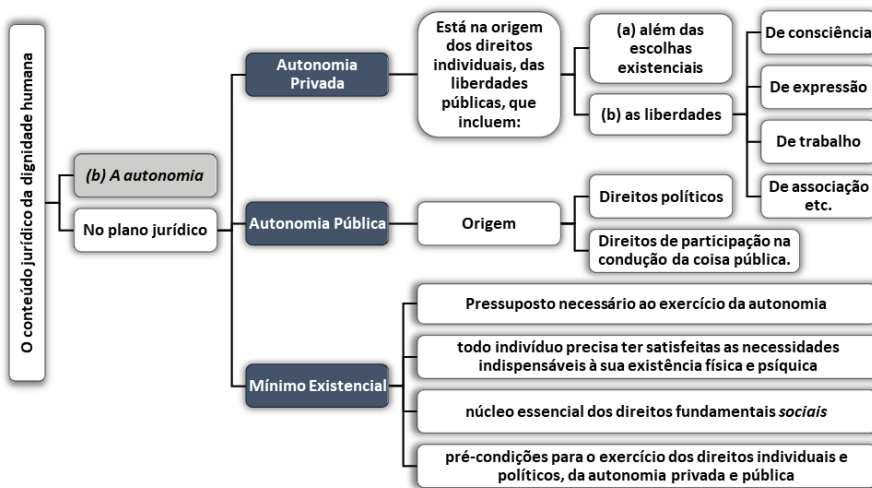 O conteúdo jurídico da dignidade humana
(b) A autonomia
No plano jurídico
Autonomia
Privada
Está na origem
dos direitos
individuais, das
liberdades
públicas, que
incluem:
(a) além das
escolhas
existenciais
(b) as liberdades
De consciência
De expressão
De trabalho
De associação
etc.
Autonomia Pública
Origem
Direitos políticos
Direitos de participação na
condução da coisa pública.
Mínimo Existencial
Pressuposto necessário ao exercício da autonomia
todo indivíduo precisa ter satisfeitas as necessidades
indispensáveis à sua existência física e psíquica
núcleo essencial dos direitos fundamentais sociais
pré-condições para o exercício dos direitos individuais e
políticos, da autonomia privada e pública